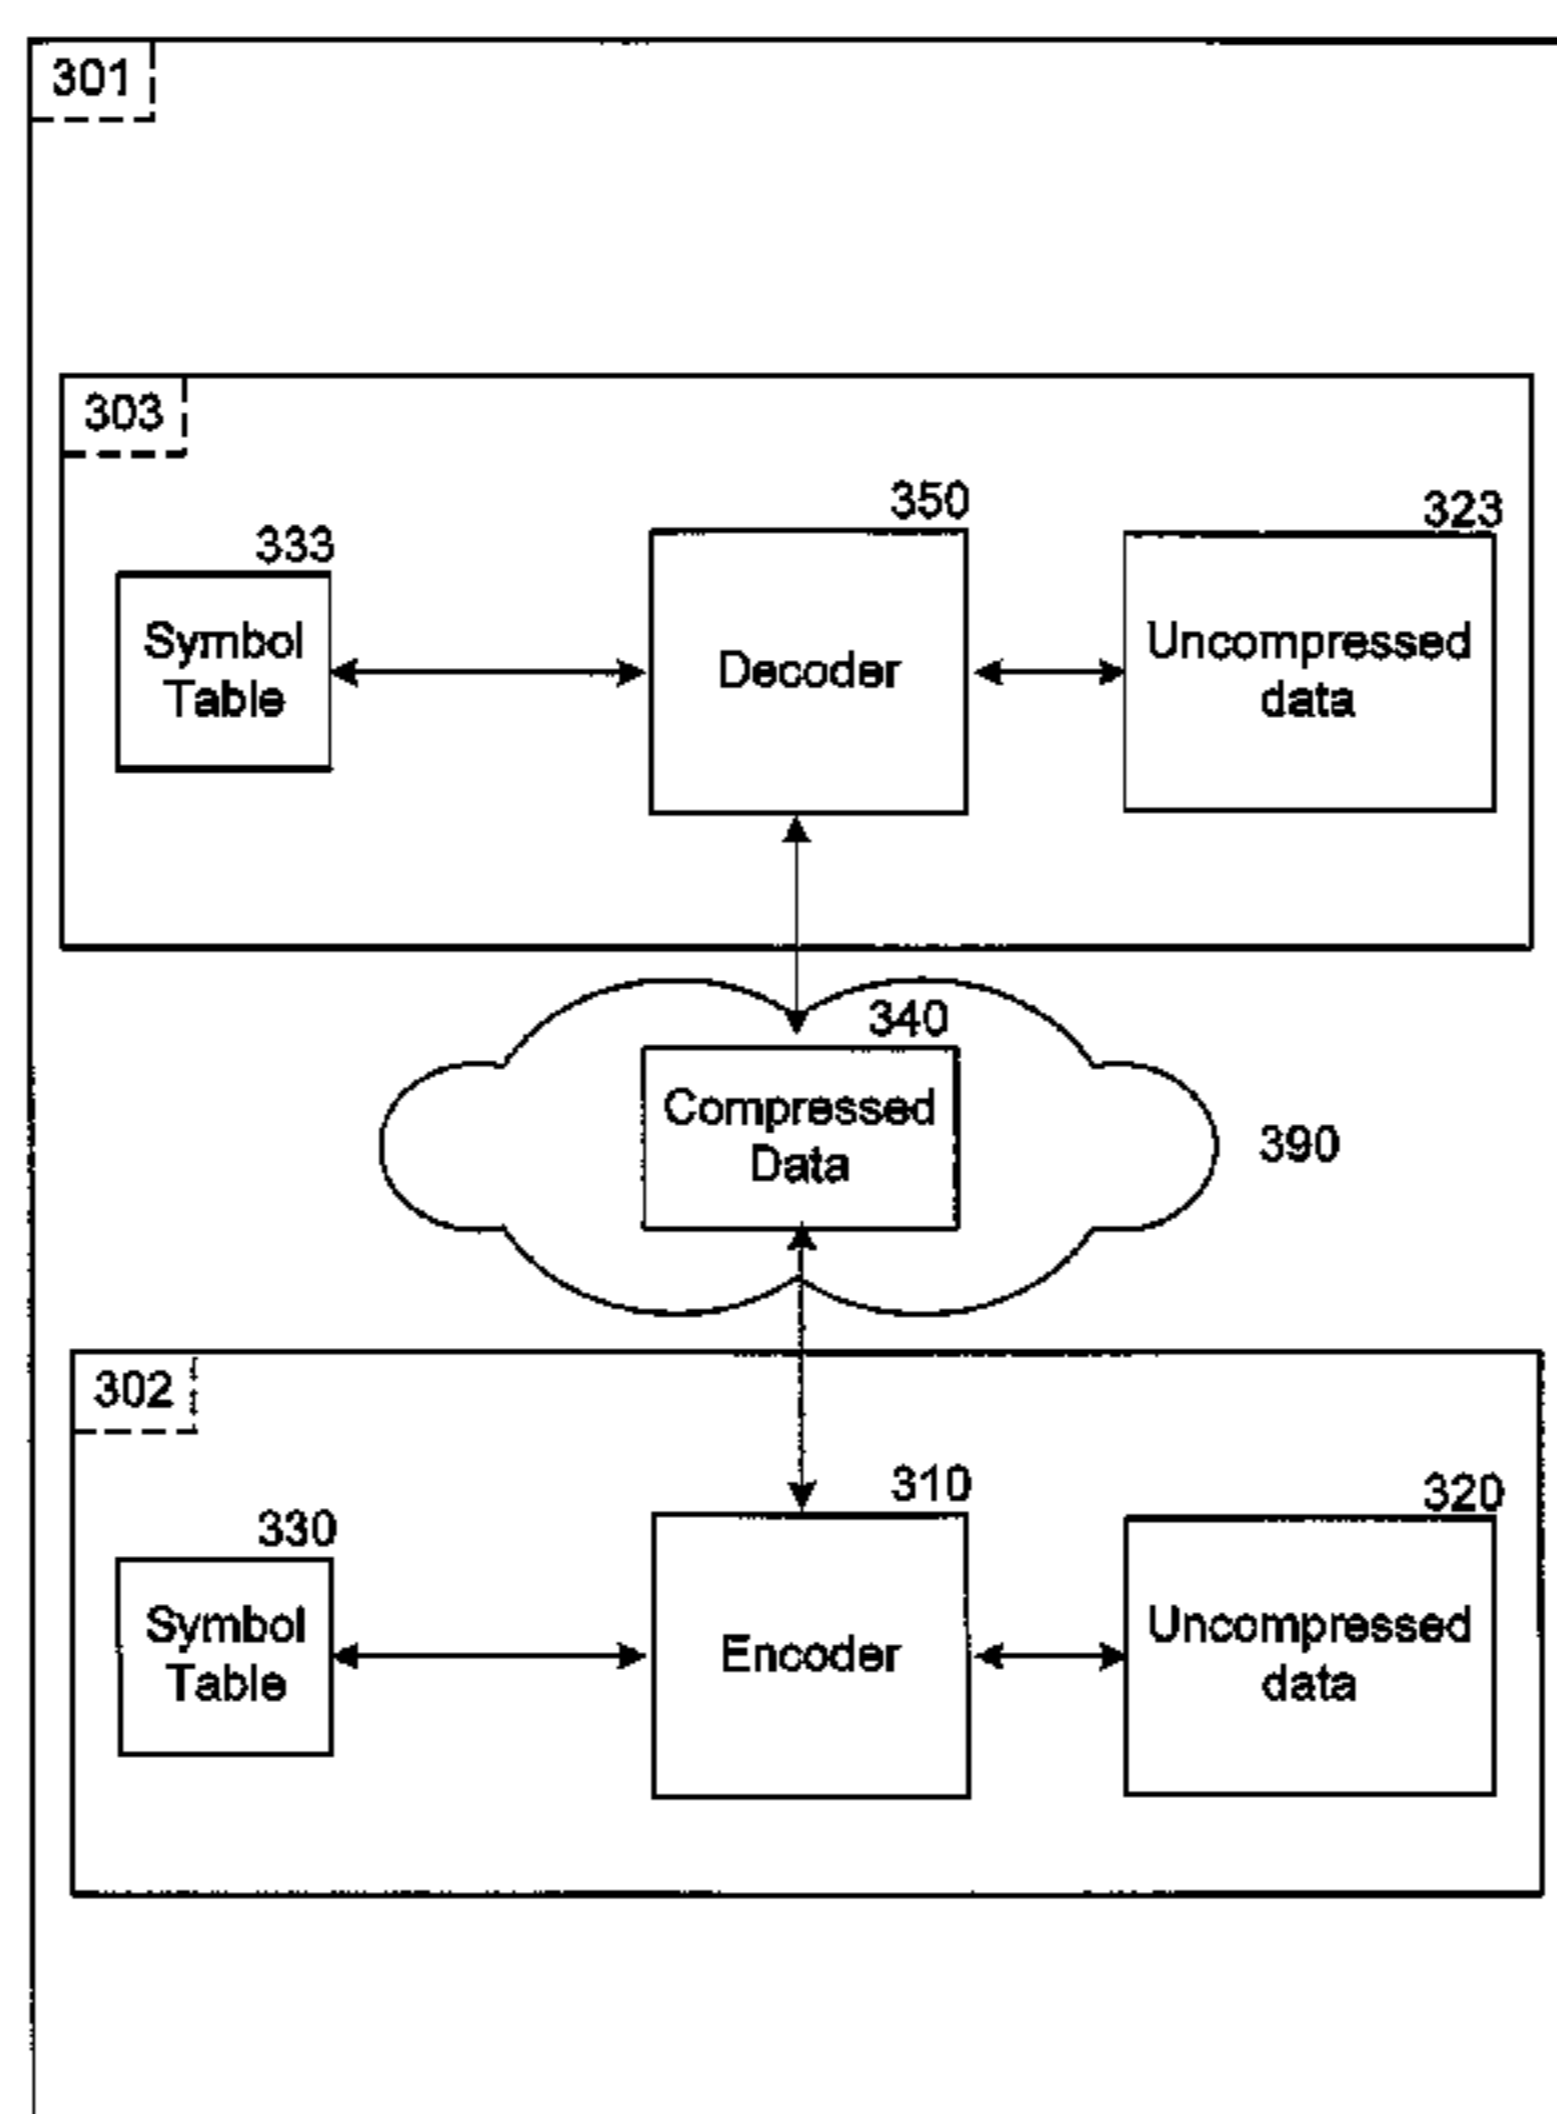 301
303
333
350
323
Symbol
Table
Decoder
Uncompressed
data
340
Compressed
Data
390
302
330
310
320
Symbol
Table
Encoder
Uncompressed
data